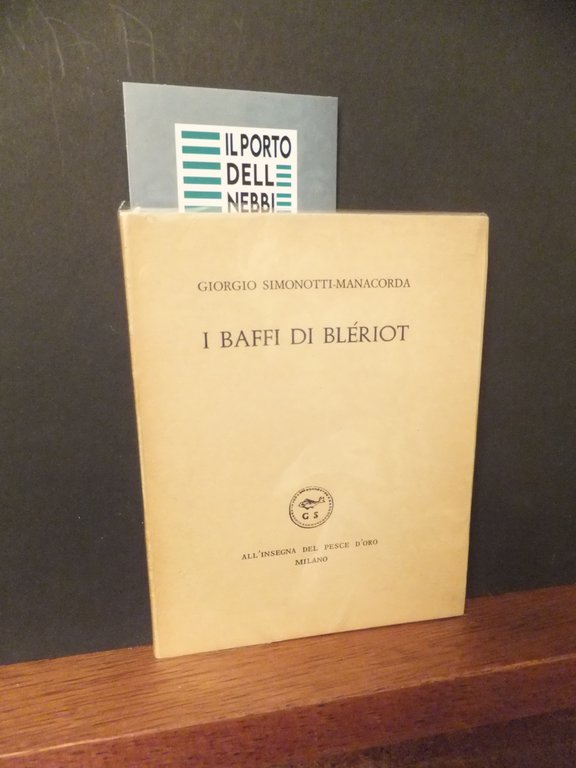 IL PORTO
DELL
NEBBI
GIORGIO SIMONOTTI-MANACORDA
I BAFFI DI BLÉRIOT
G S
ALL'INSEGNA DEL PESCE D'ORO
MILANO